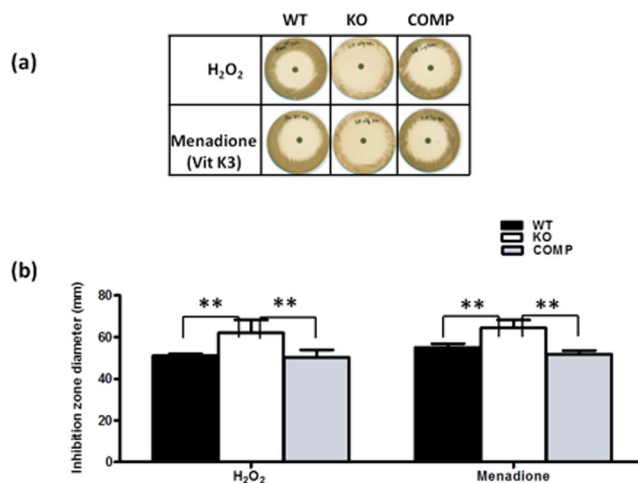 WT KO COMP
(a)
H2O2
Menadione
(Vit K3)
WT
KO
COMP
(b)
Inhibition zone diameter (mm)
80
60
40
20
0
** **
** **
H2O2
Menadione